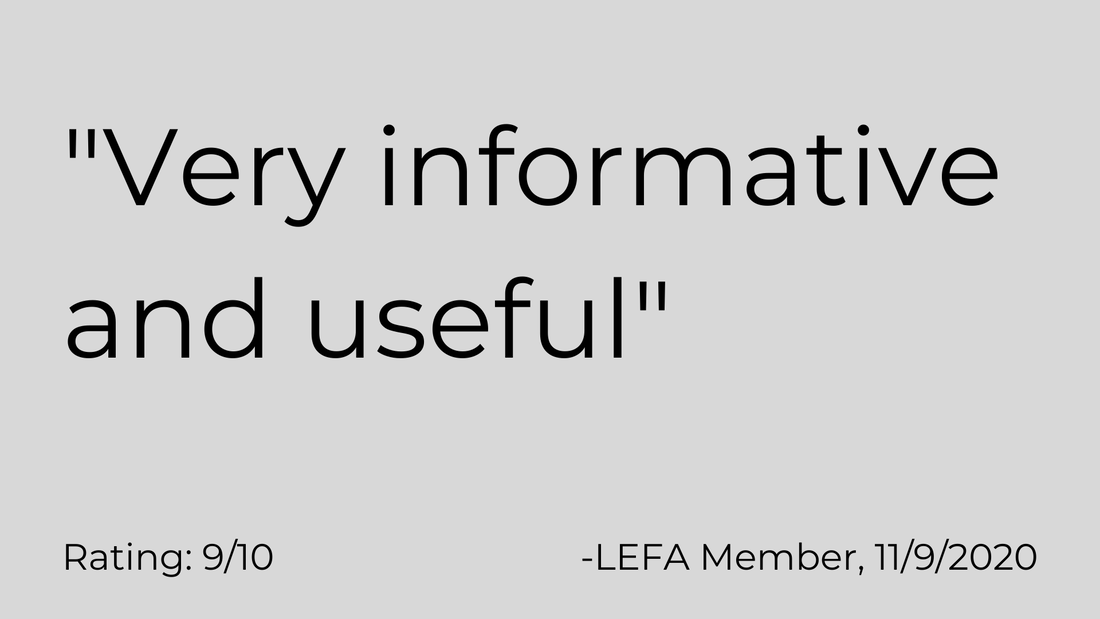 "Very informative
and useful"
Rating: 9/10
-LEFA Member, 11/9/2020